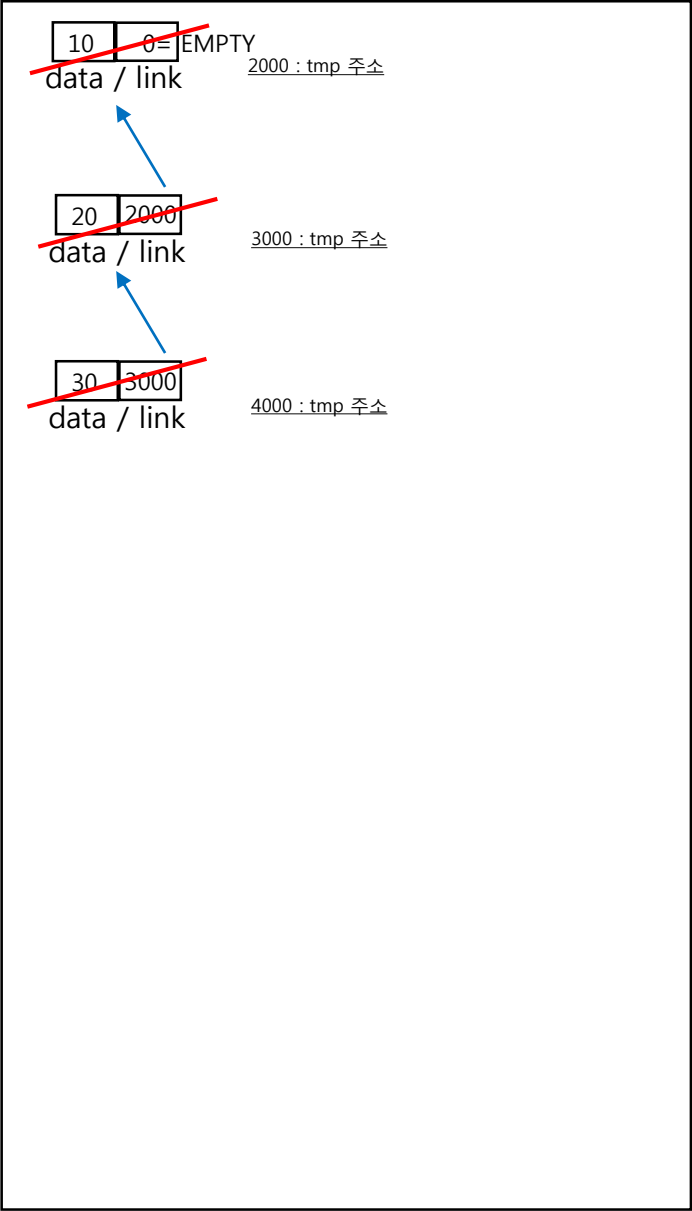 10 0= EMPTY
data / link
2000 : tmp 주소
20 2000
data / link
3000 : tmp 주소
30 3000
data / link
4000 : tmp 주소